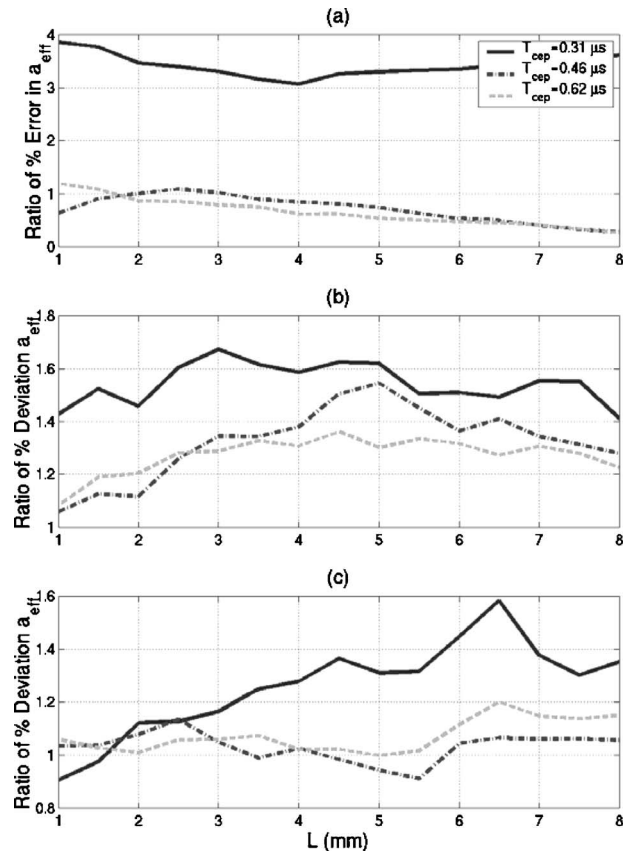 (a)
Ratio of % Error in a_eff
4
3
2
1
0
T_cep=0.31 μs
T_cep=0.46 μs
T_cep=0.62 μs
1 2 3 4 5 6 7 8
(b)
Ratio of % Deviation a_eff
1.8
1.6
1.4
1.2
1
1 2 3 4 5 6 7 8
(c)
Ratio of % Deviation a_eff
1.6
1.4
1.2
1
0.8
1 2 3 4 5 6 7 8
L (mm)